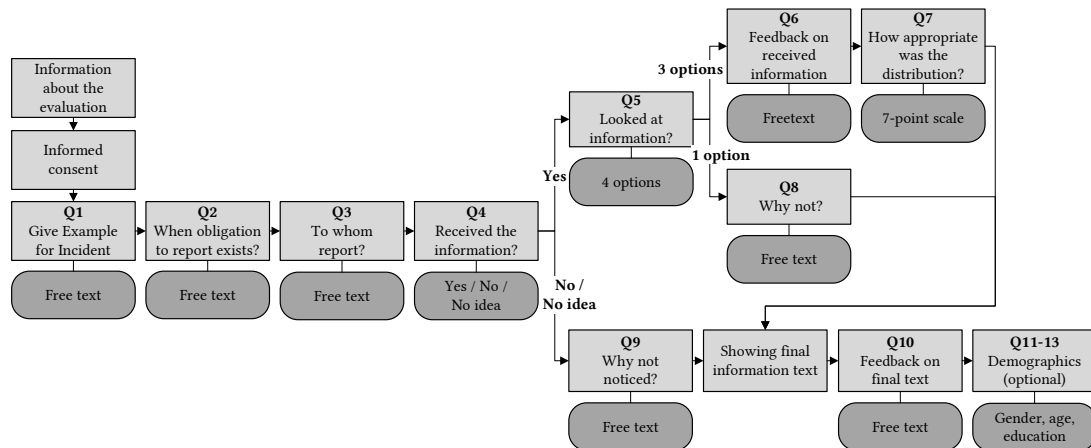 Information
about the
evaluation
Informed
consent
Q1
Give Example
for Incident
Free text
Q2
When obligation
to report exists?
Free text
Q3
To whom
report?
Free text
Q4
Received the
information?
Yes / No /
No idea
Yes
No /
No idea
Q5
Looked at
information?
4 options
3 options
1 option
Q6
Feedback on
received
information
Freetext
Q7
How appropriate
was the
distribution?
7-point scale
Q8
Why not?
Free text
Q9
Why not
noticed?
Free text
Showing final
information text
Q10
Feedback on
final text
Free text
Q11-13
Demographics
(optional)
Gender, age,
education